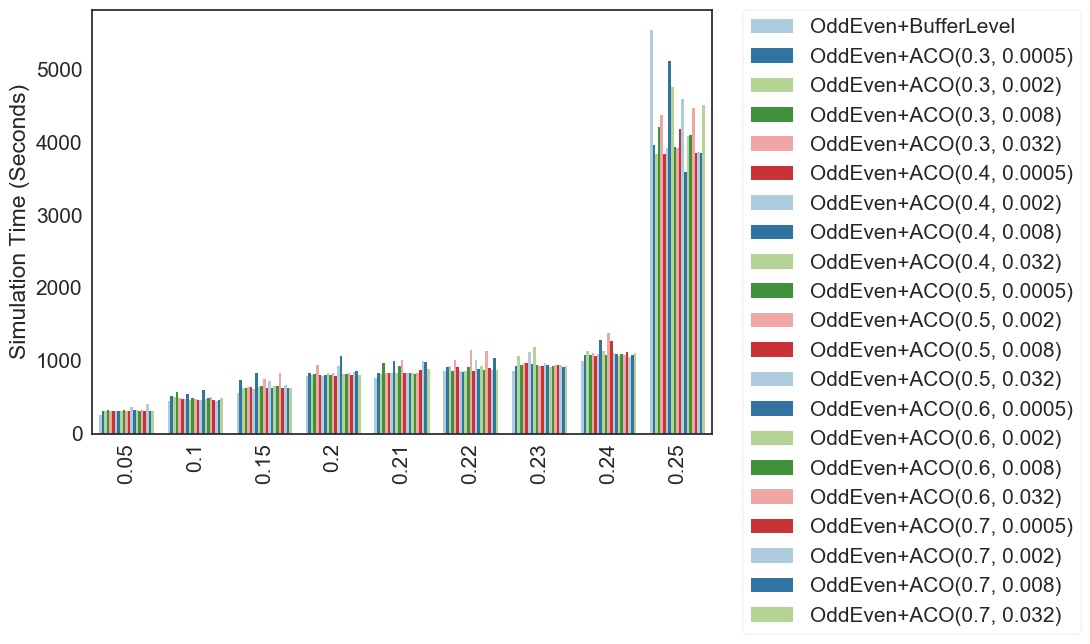 Simulation Time (Seconds)
5000
4000
3000
2000
1000
0
0.05
0.1
0.15
0.2
0.21
0.22
0.23
0.24
0.25
OddEven+BufferLevel
OddEven+ACO(0.3, 0.0005)
OddEven+ACO(0.3, 0.002)
OddEven+ACO(0.3, 0.008)
OddEven+ACO(0.3, 0.032)
OddEven+ACO(0.4, 0.0005)
OddEven+ACO(0.4, 0.002)
OddEven+ACO(0.4, 0.008)
OddEven+ACO(0.4, 0.032)
OddEven+ACO(0.5, 0.0005)
OddEven+ACO(0.5, 0.002)
OddEven+ACO(0.5, 0.008)
OddEven+ACO(0.5, 0.032)
OddEven+ACO(0.6, 0.0005)
OddEven+ACO(0.6, 0.002)
OddEven+ACO(0.6, 0.008)
OddEven+ACO(0.6, 0.032)
OddEven+ACO(0.7, 0.0005)
OddEven+ACO(0.7, 0.002)
OddEven+ACO(0.7, 0.008)
OddEven+ACO(0.7, 0.032)